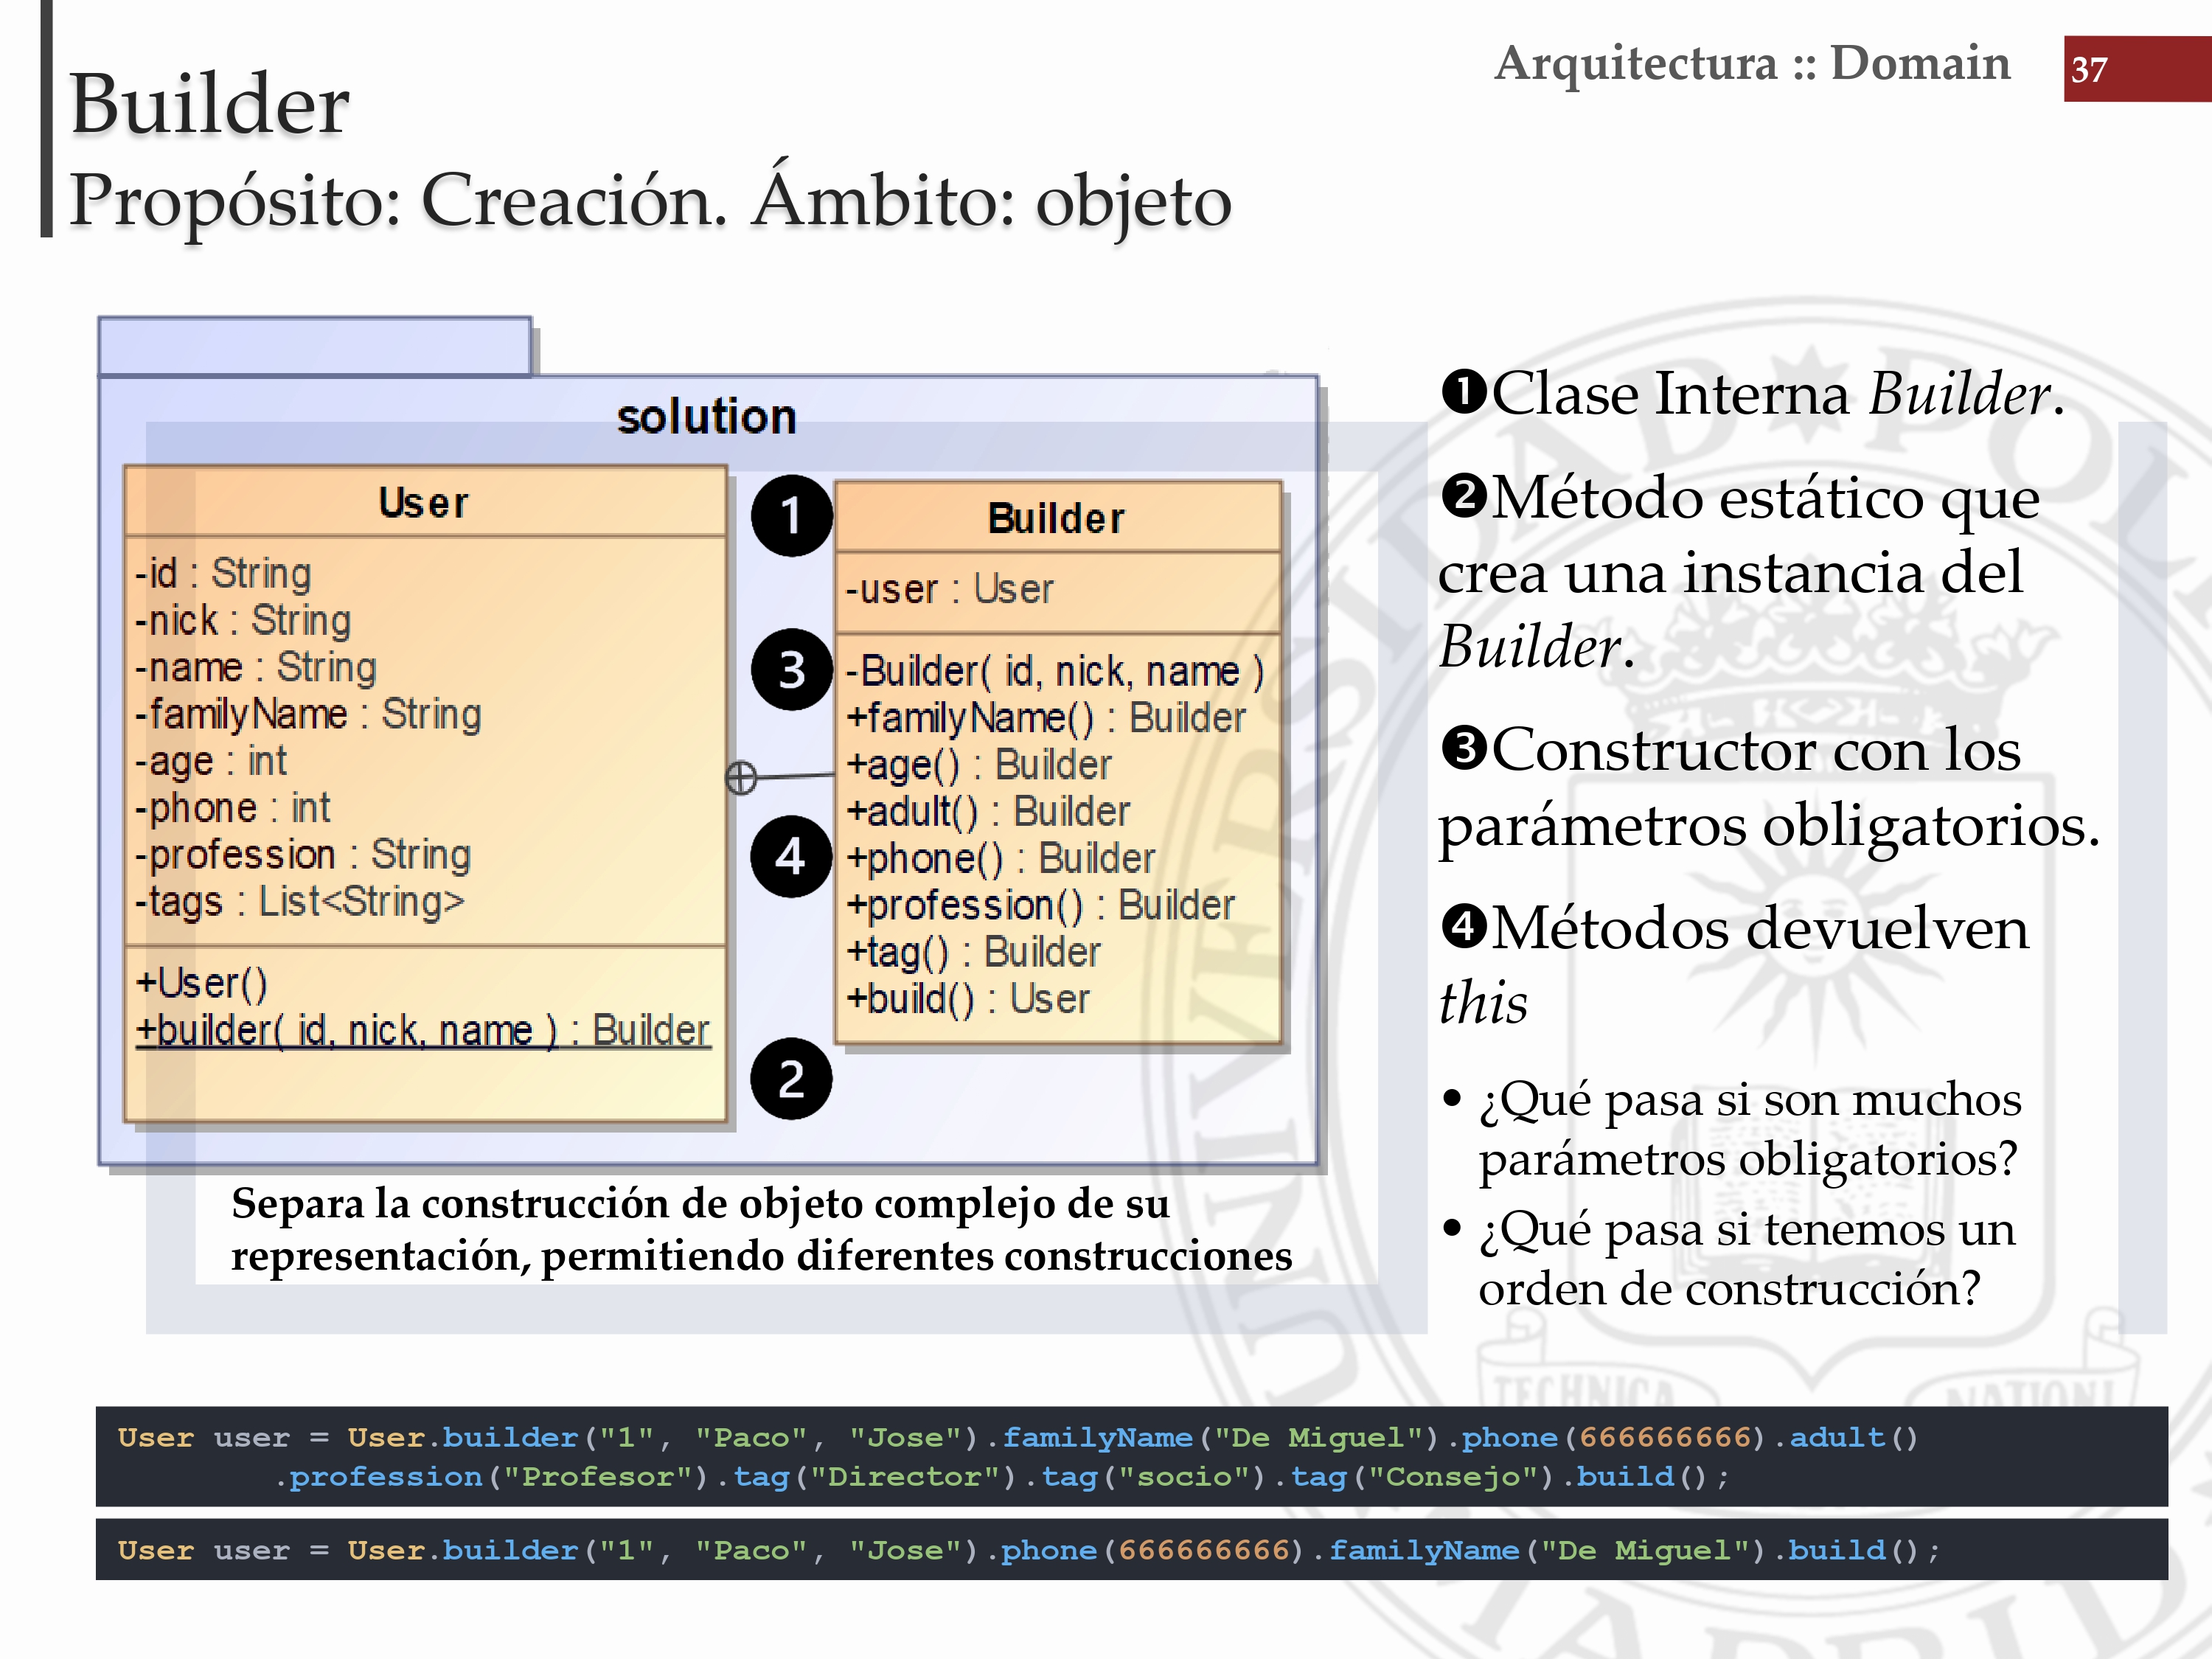 Arquitectura :: Domain
37
Builder
Propósito: Creación. Ámbito: objeto
solution
User
-id : String
-nick : String
-name : String
-familyName : String
-age : int
-phone : int
-profession : String
-tags : List<String>
+User()
+builder( id, nick, name ) : Builder
1
3
4
2
Builder
-user : User
-Builder( id, nick, name )
+familyName() : Builder
+age() : Builder
+adult() : Builder
+phone() : Builder
+profession() : Builder
+tag() : Builder
+build() : User
Separa la construcción de objeto complejo de su
representación, permitiendo diferentes construcciones
❶Clase Interna Builder.
❷Método estático que
crea una instancia del
Builder.
❸Constructor con los
parámetros obligatorios.
❹Métodos devuelven
this
• ¿Qué pasa si son muchos
parámetros obligatorios?
• ¿Qué pasa si tenemos un
orden de construcción?
User user = User.builder("1", "Paco", "Jose").familyName("De Miguel").phone(666666666).adult()
.profession("Profesor").tag("Director").tag("socio").tag("Consejo").build();
User user = User.builder("1", "Paco", "Jose").phone(666666666).familyName("De Miguel").build();